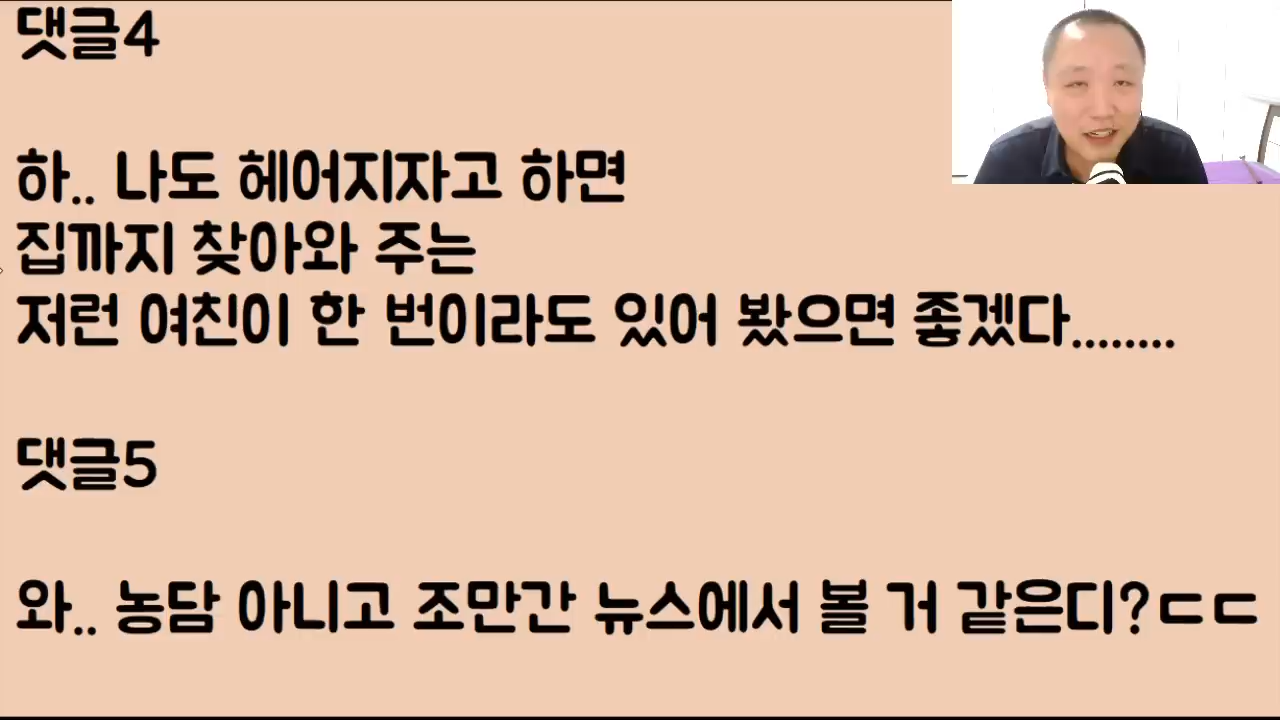 댓글4
하.. 나도 헤어지자고 하면
집까지 찾아와 주는
저런 여친이 한 번이라도 있어 봤으면 좋겠다........
댓글5
와.. 농담 아니고 조만간 뉴스에서 볼 거 같은디?ㄷㄷ